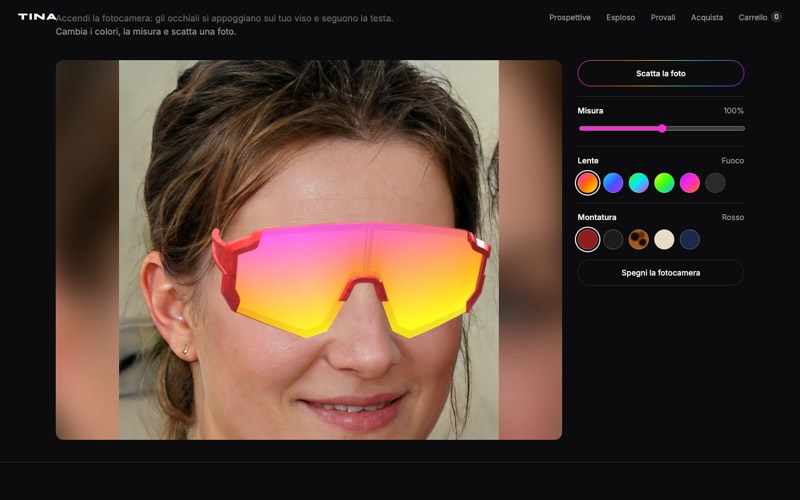 TINA
Prospettive
Esploso
Provali
Acquista
Carrello 0
Accendi la fotocamera: gli occhiali si appoggiano sul tuo viso e seguono la testa.
Cambia i colori, la misura e scatta una foto.
Scatta la foto
Misura 100%
Lente Fuoco
Montatura Rosso
Spegni la fotocamera